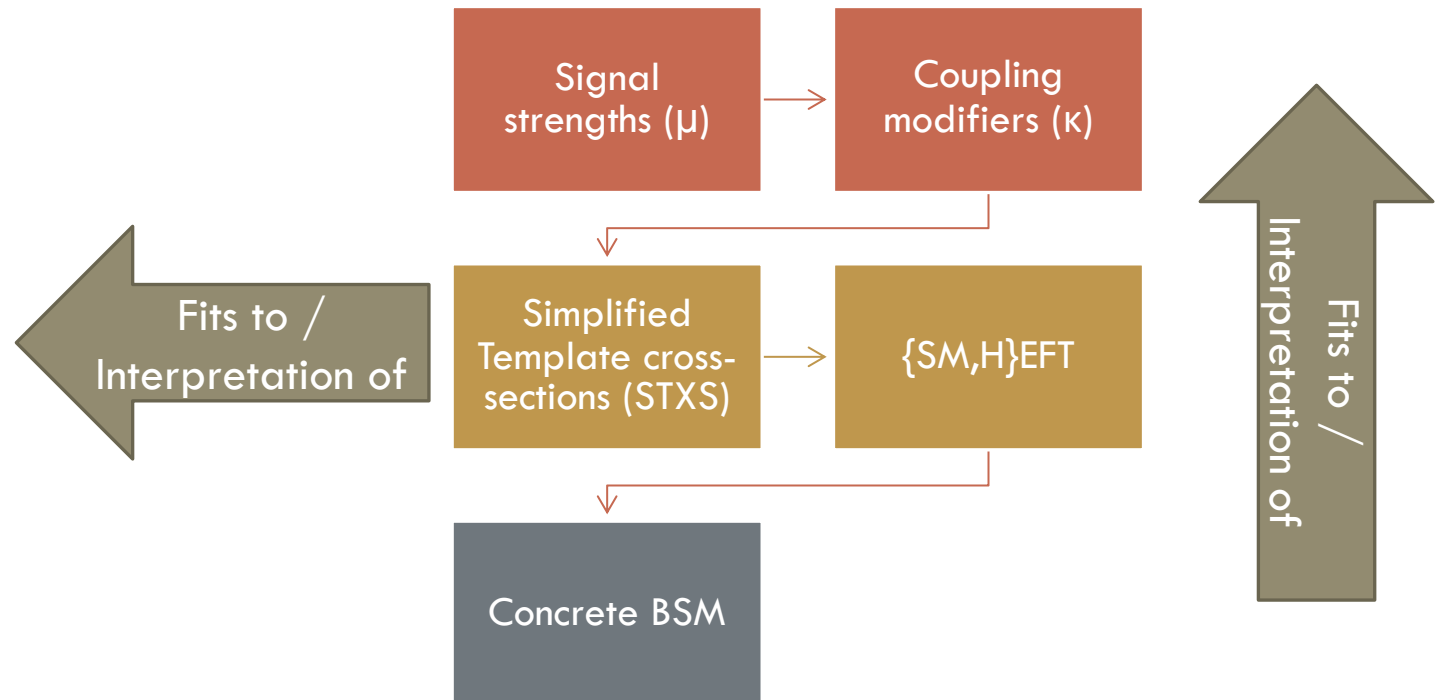 Signal
strengths (μ)
Coupling
modifiers (κ)
Fits to /
Interpretation of
Simplified
Template cross-
sections (STXS)
{SM,H}EFT
Fits to /
Interpretation of
Concrete BSM